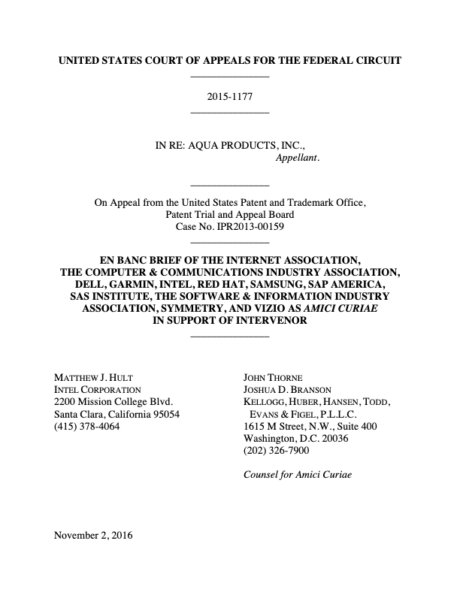 UNITED STATES COURT OF APPEALS FOR THE FEDERAL CIRCUIT
2015-1177
IN RE: AQUA PRODUCTS, INC.,
Appellant.
On Appeal from the United States Patent and Trademark Office,
Patent Trial and Appeal Board
Case No. IPR2013-00159
EN BANC BRIEF OF THE INTERNET ASSOCIATION,
THE COMPUTER & COMMUNICATIONS INDUSTRY ASSOCIATION,
DELL, GARMIN, INTEL, RED HAT, SAMSUNG, SAP AMERICA,
SAS INSTITUTE, THE SOFTWARE & INFORMATION INDUSTRY
ASSOCIATION, SYMMETRY, AND VIZIO AS AMICI CURIAE
IN SUPPORT OF INTERVENOR
MATTHEW J. HULT
INTEL CORPORATION
2200 Mission College Blvd.
Santa Clara, California 95054
(415) 378-4064
JOHN THORNE
JOSHUA D. BRANSON
KELLOGG, HUBER, HANSEN, TODD,
EVANS & FIGEL, P.L.L.C.
1615 M Street, N.W., Suite 400
Washington, D.C. 20036
(202) 326-7900
Counsel for Amici Curiae
November 2, 2016